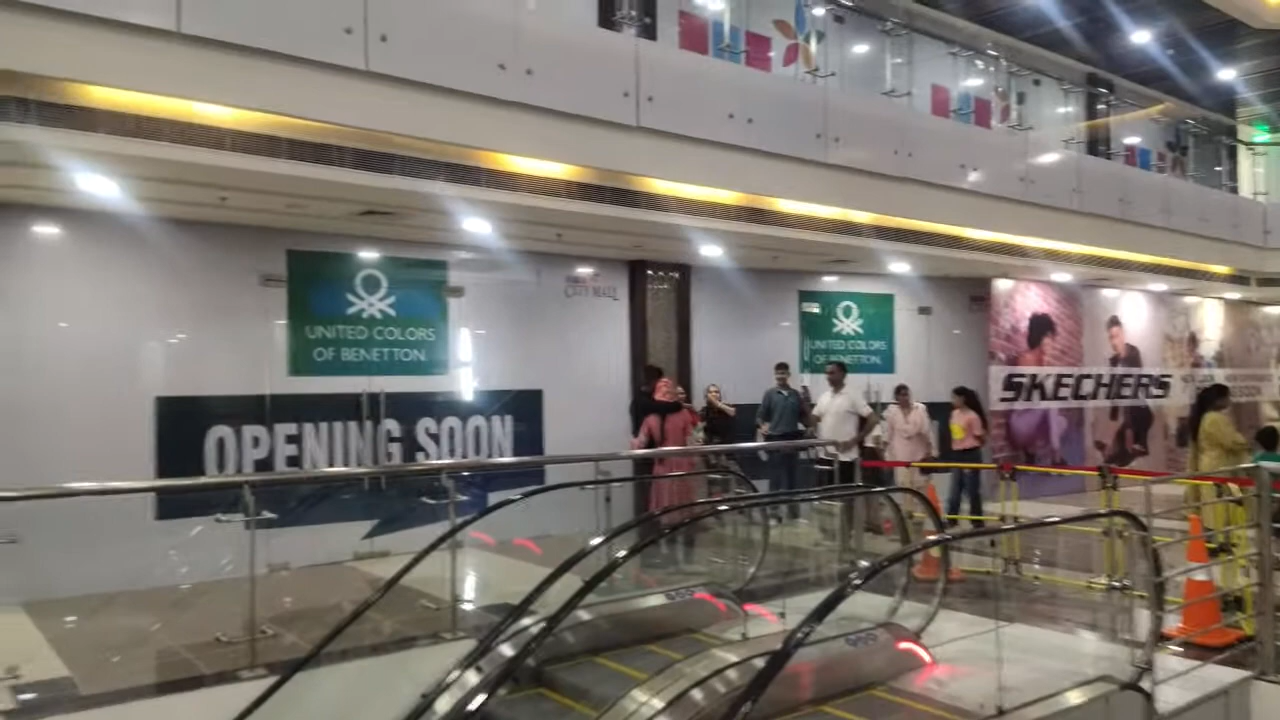 UNITED COLORS
OF BENETTON.
OPENING SOON
CITY MALL
UNITED COLORS
OF BENETTON.
SKECHERS